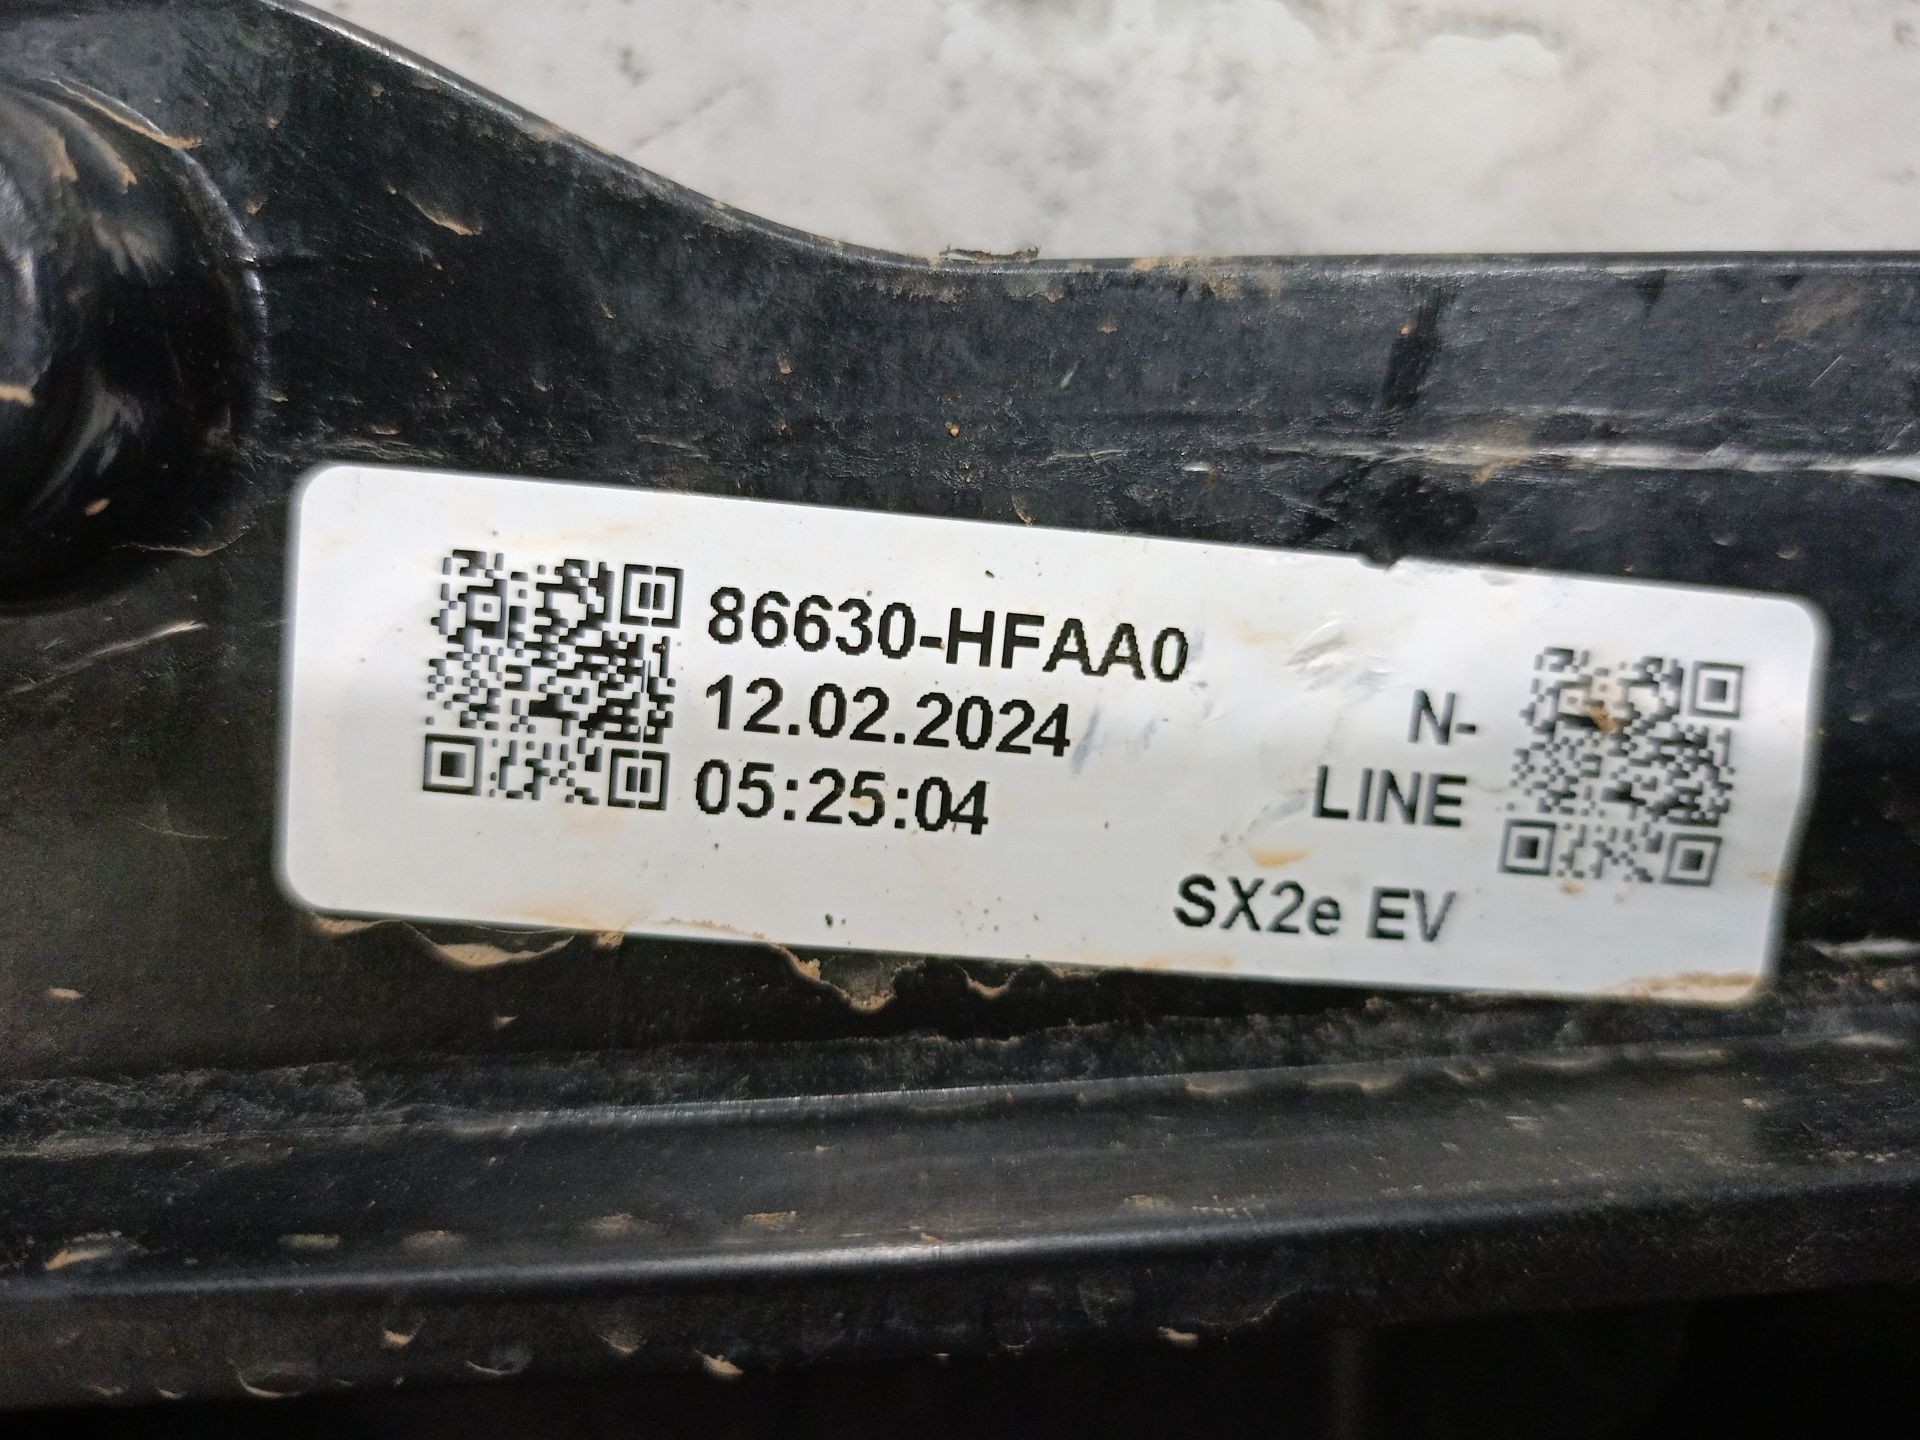 86630-HFAA0
12.02.2024
05:25:04
N-
LINE
SX2e EV